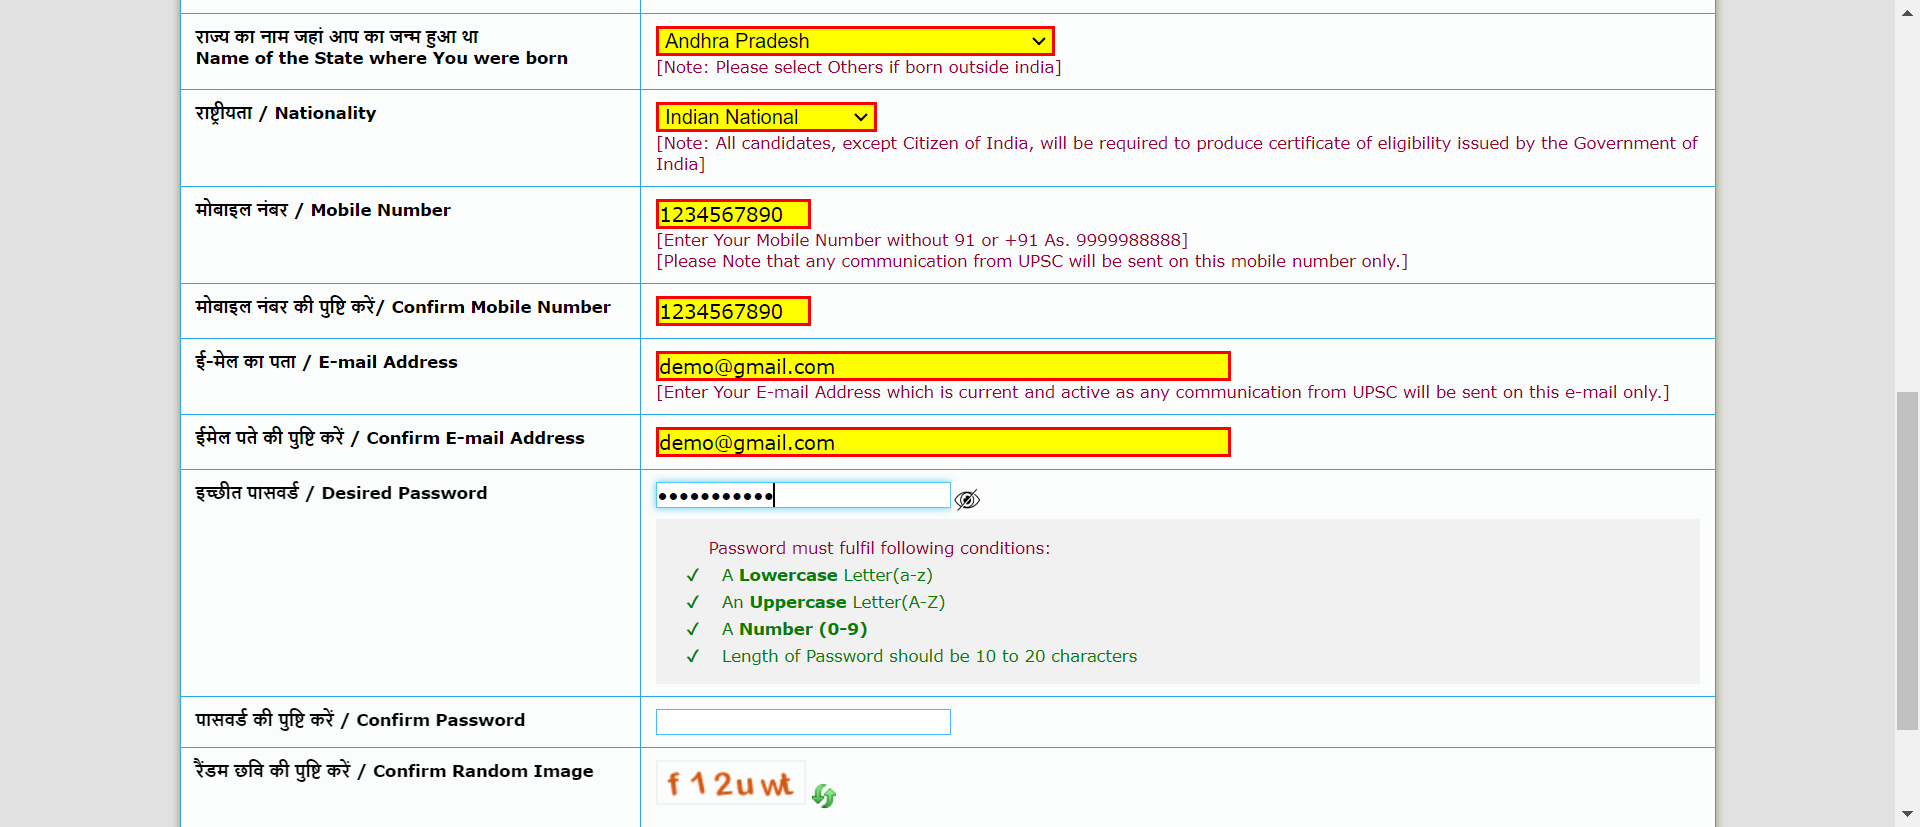 राज्य का नाम जहां आप का जन्म हुआ था
Name of the State where You were born
Andhra Pradesh
[Note: Please select Others if born outside india]
राष्ट्रीयता / Nationality
Indian National
[Note: All candidates, except Citizen of India, will be required to produce certificate of eligibility issued by the Government of
India]
मोबाइल नंबर / Mobile Number
1234567890
[Enter Your Mobile Number without 91 or +91 As. 9999988888]
[Please Note that any communication from UPSC will be sent on this mobile number only.]
मोबाइल नंबर की पुष्टि करें/ Confirm Mobile Number
1234567890
ई-मेल का पता / E-mail Address
demo@gmail.com
[Enter Your E-mail Address which is current and active as any communication from UPSC will be sent on this e-mail only.]
ईमेल पते की पुष्टि करें / Confirm E-mail Address
demo@gmail.com
इच्छीत पासवर्ड / Desired Password
•••••••••••
Password must fulfil following conditions:
✓ A Lowercase Letter(a-z)
✓ An Uppercase Letter(A-Z)
✓ A Number (0-9)
✓ Length of Password should be 10 to 20 characters
पासवर्ड की पुष्टि करें / Confirm Password
रैंडम छवि की पुष्टि करें / Confirm Random Image
f12uwt